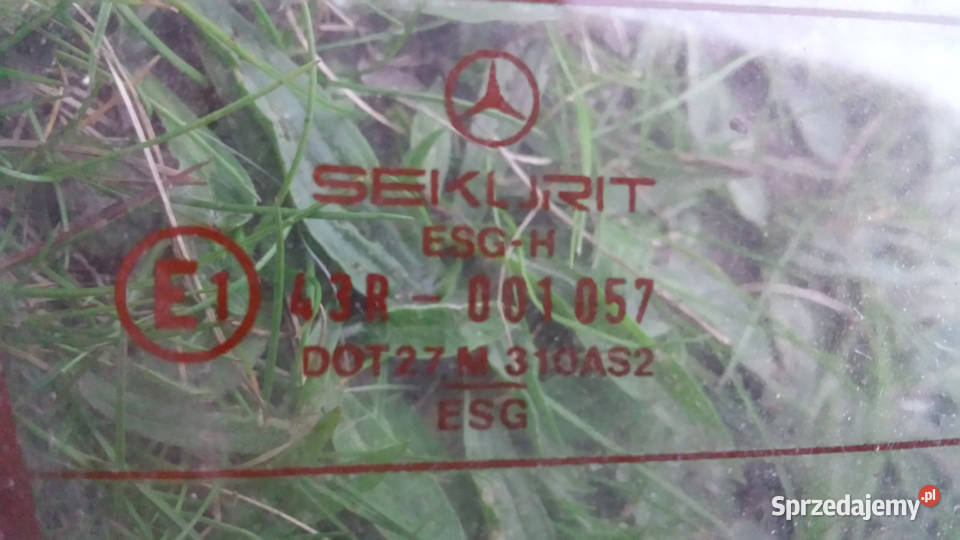 SEKURIT
ESG-H
E1 43R - 001057
DOT27 M 310AS2
ESG
Sprzedajemy.pl